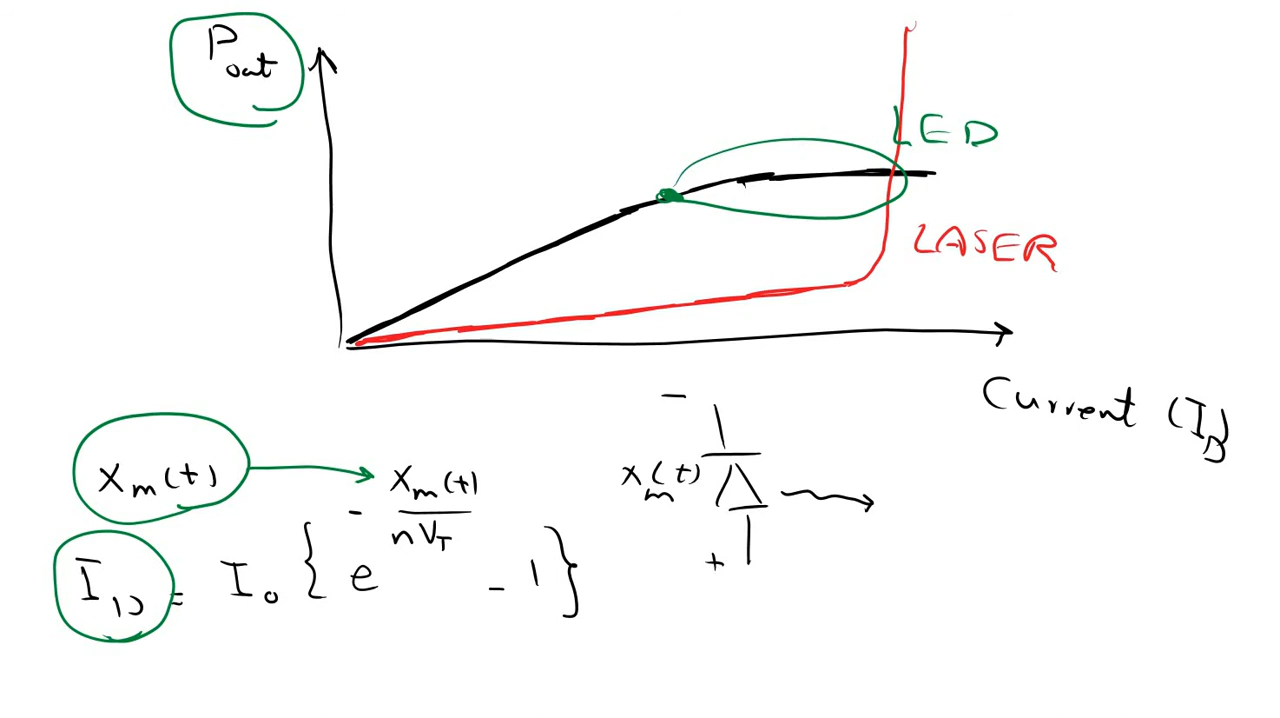 Pout
LED
LASER
Current (ID)
xm(t) → xm(t)
- ―――
nVT
ID = I0 { e - 1 }
-
xm(t)
+